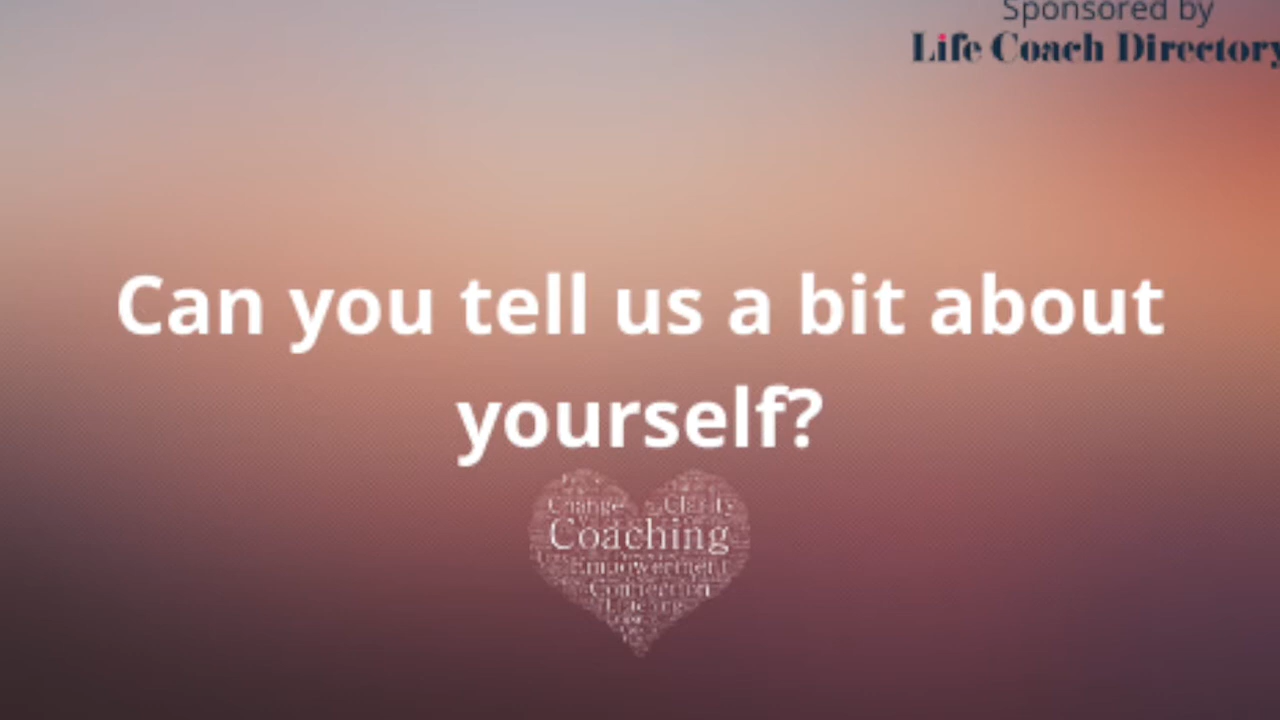 Sponsored by
Life Coach Directory
Can you tell us a bit about
yourself?
Change Clarity
Coaching
Empowerment
Connection